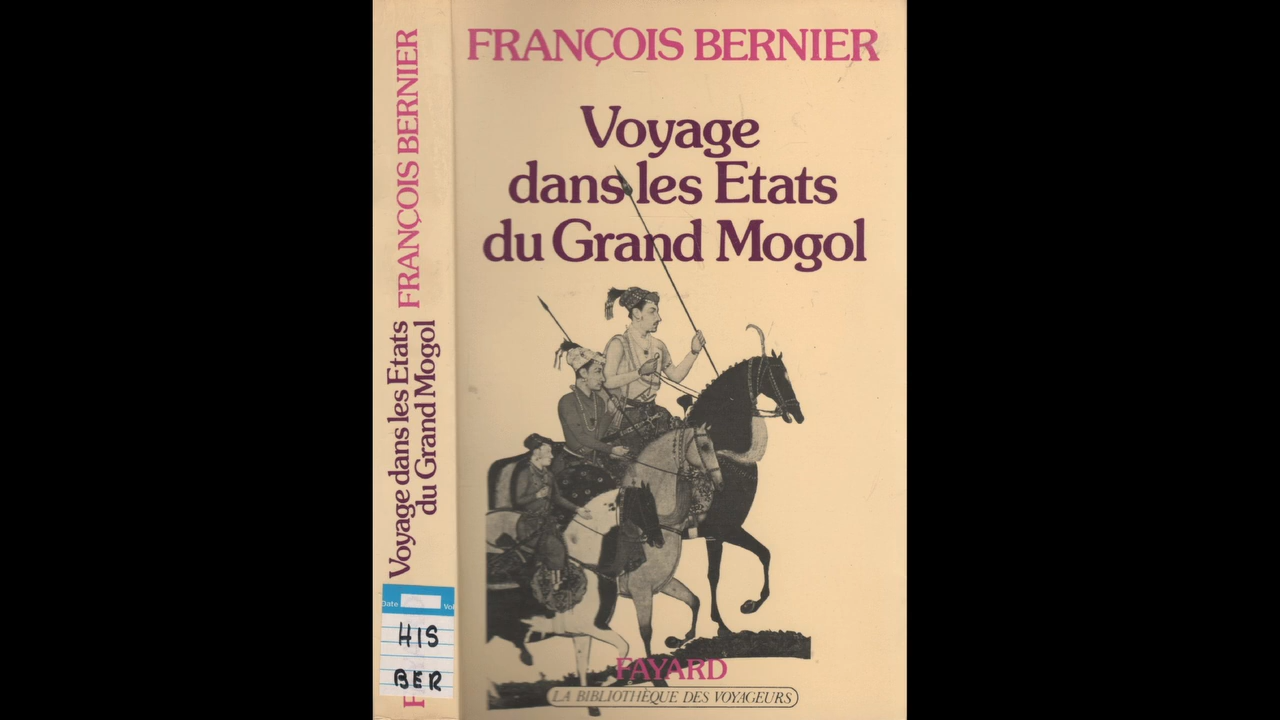 FRANÇOIS BERNIER
Voyage
dans les Etats
du Grand Mogol
FAYARD
LA BIBLIOTHÈQUE DES VOYAGEURS
FRANÇOIS BERNIER
Voyage dans les Etats
du Grand Mogol
Date
Vol
HIS
BER